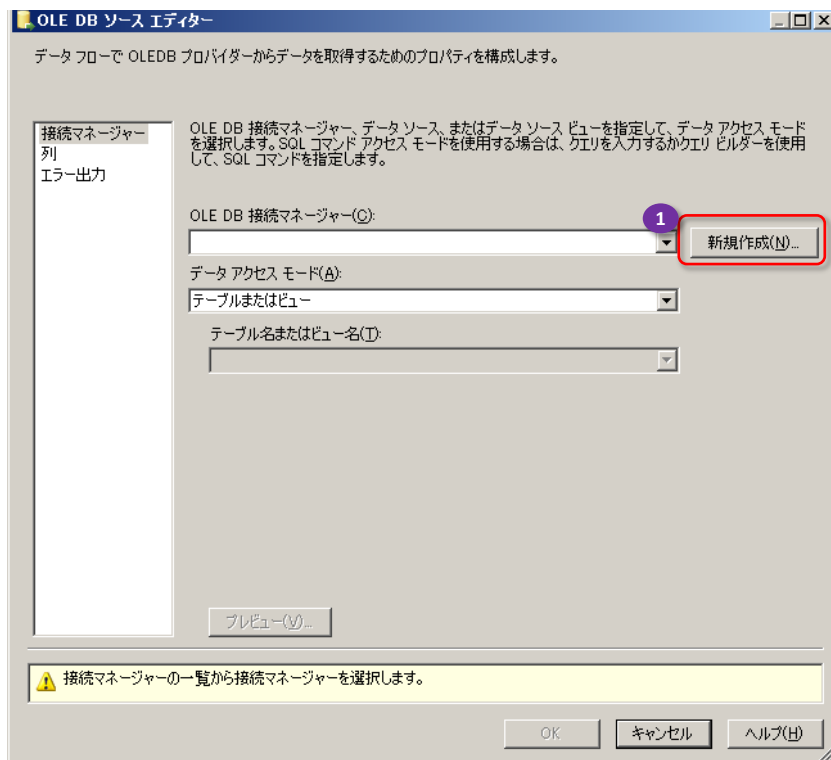 OLE DB ソース エディター
データ フローで OLEDB プロバイダーからデータを取得するためのプロパティを構成します。
接続マネージャー
列
エラー出力
OLE DB 接続マネージャー、データ ソース、またはデータ ソース ビューを指定して、データ アクセス モード
を選択します。SQL コマンド アクセス モードを使用する場合は、クエリを入力するかクエリ ビルダーを使用
して、SQL コマンドを指定します。
OLE DB 接続マネージャー(C):
1
新規作成(N)...
データ アクセス モード(A):
テーブルまたはビュー
テーブル名またはビュー名(T):
プレビュー(V)...
接続マネージャーの一覧から接続マネージャーを選択します。
OK
キャンセル
ヘルプ(H)